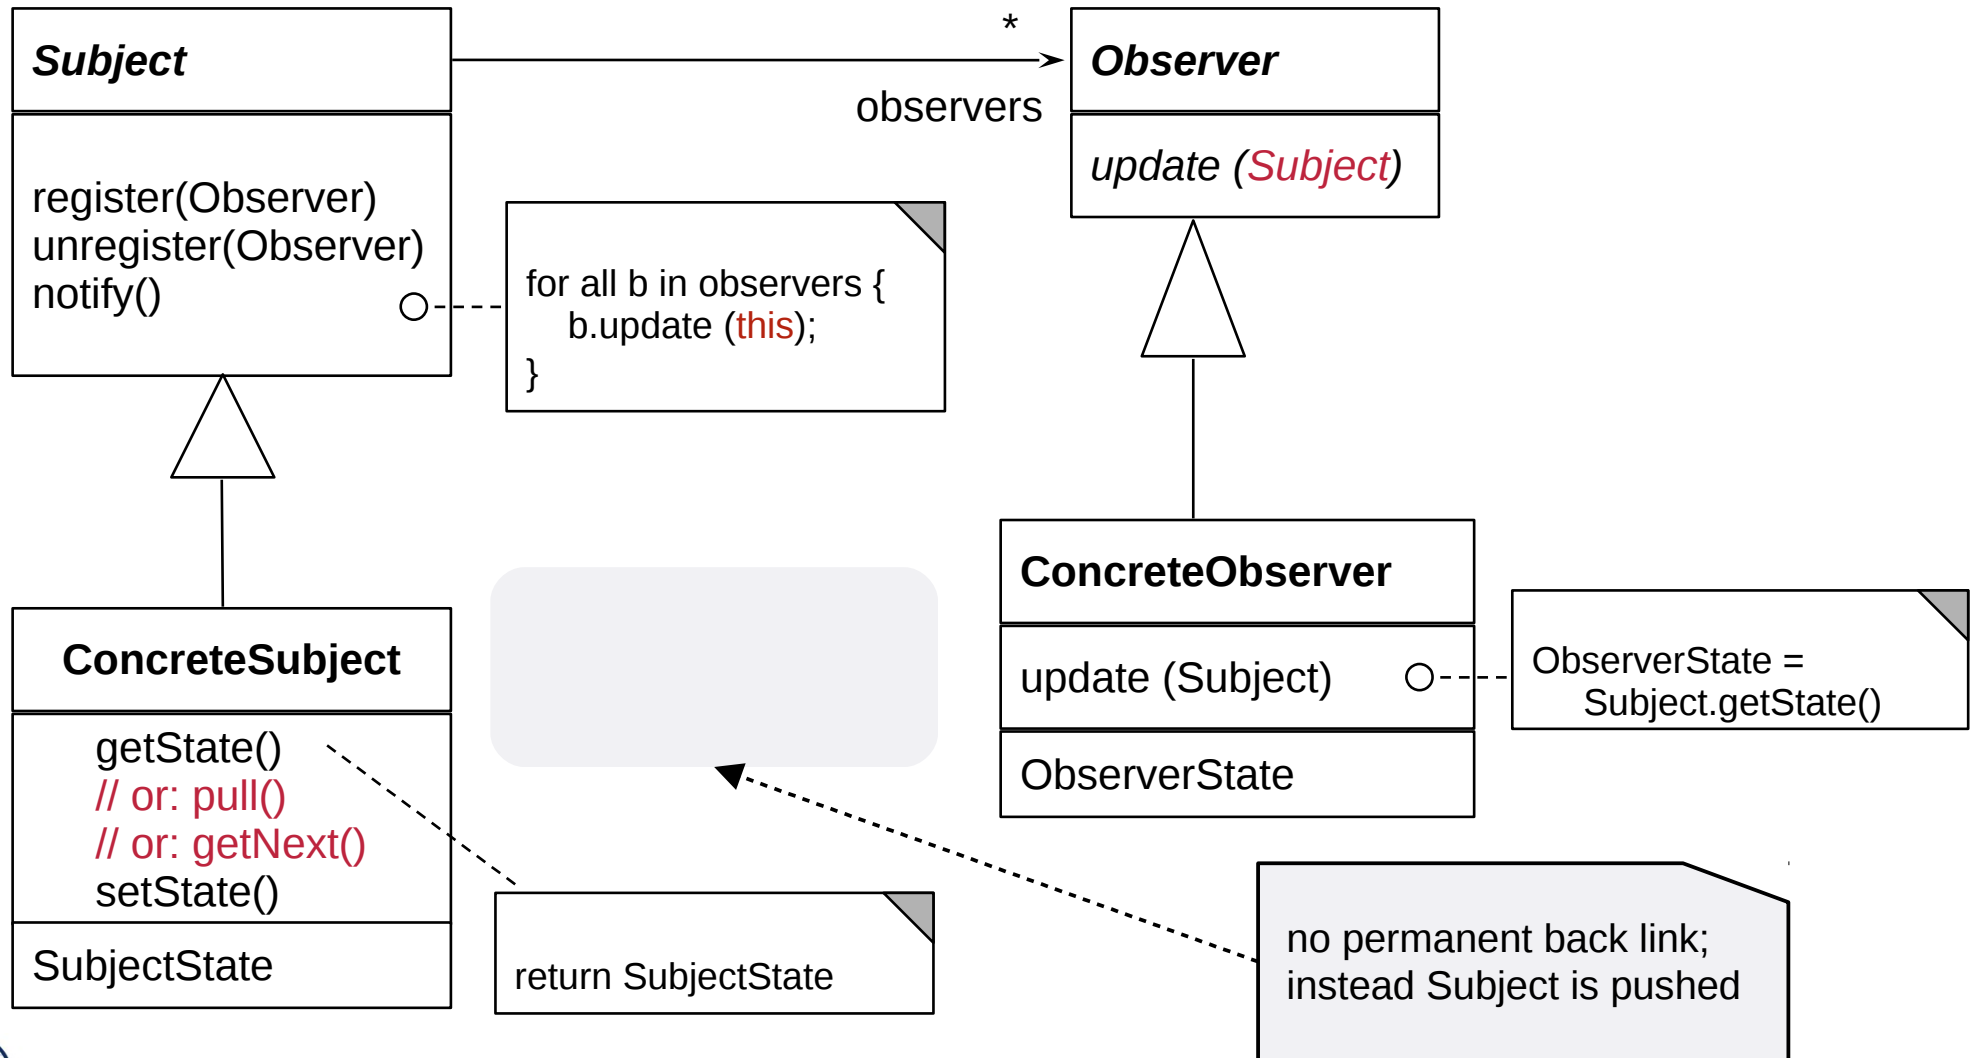 Subject
register(Observer)
unregister(Observer)
notify()
*
observers
Observer
update (Subject)
for all b in observers {
b.update (this);
}
ConcreteSubject
getState()
// or: pull()
// or: getNext()
setState()
SubjectState
return SubjectState
ConcreteObserver
update (Subject)
ObserverState
ObserverState =
Subject.getState()
no permanent back link;
instead Subject is pushed